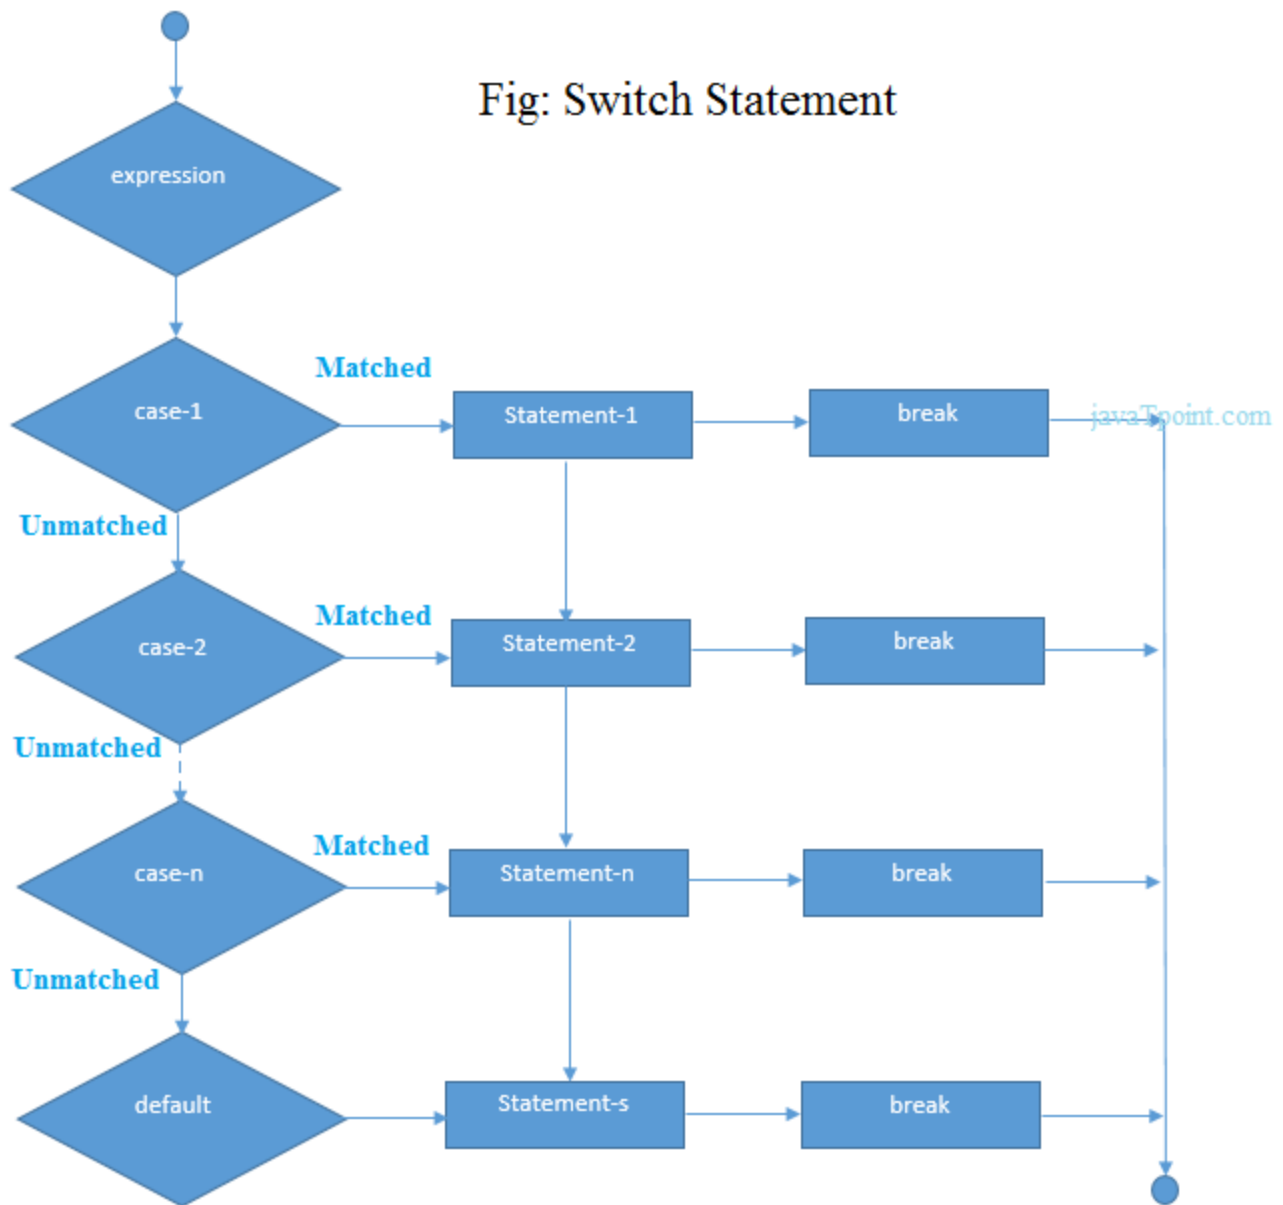 Fig: Switch Statement
expression
case-1
Matched
Statement-1
break
javaTpoint.com
Unmatched
case-2
Matched
Statement-2
break
Unmatched
case-n
Matched
Statement-n
break
Unmatched
default
Statement-s
break